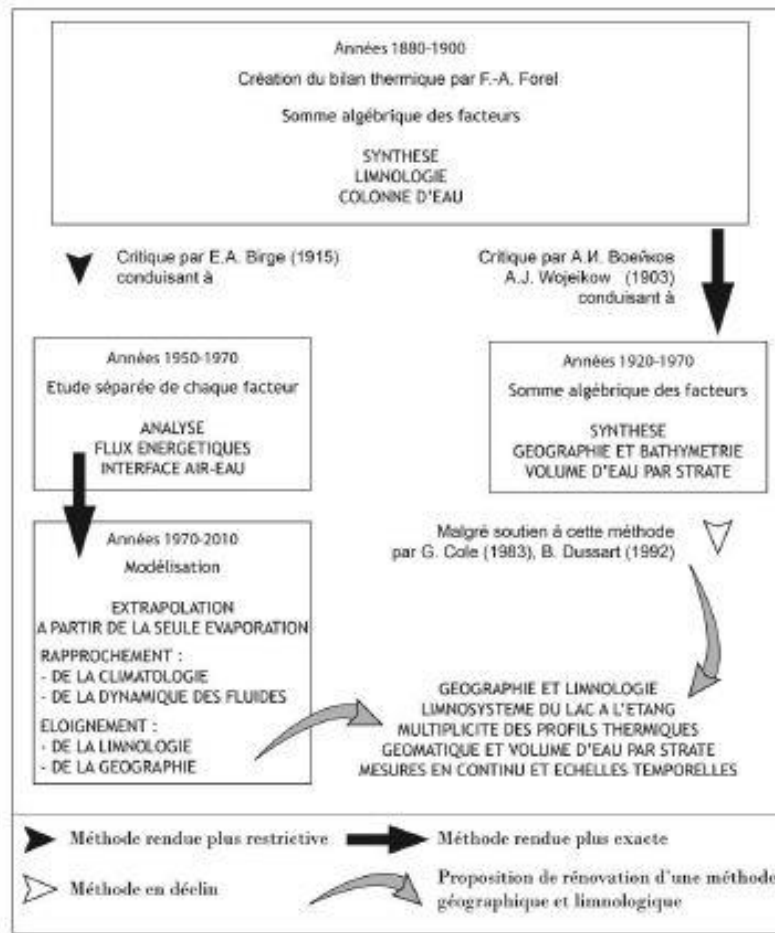 Années 1880-1900
Création du bilan thermique par F.-A. Forel
Somme algébrique des facteurs
SYNTHESE
LIMNOLOGIE
COLONNE D'EAU
Critique par E.A. Birge (1915)
conduisant à
Critique par А.И. Воейков
A.J. Wojeikow (1903)
conduisant à
Années 1950-1970
Etude séparée de chaque facteur
ANALYSE
FLUX ENERGETIQUES
INTERFACE AIR-EAU
Années 1920-1970
Somme algébrique des facteurs
SYNTHESE
GEOGRAPHIE ET BATHYMETRIE
VOLUME D'EAU PAR STRATE
Années 1970-2010
Modélisation
EXTRAPOLATION
A PARTIR DE LA SEULE EVAPORATION
RAPPROCHEMENT :
- DE LA CLIMATOLOGIE
- DE LA DYNAMIQUE DES FLUIDES
ELOIGNEMENT :
- DE LA LIMNOLOGIE
- DE LA GEOGRAPHIE
Malgré soutien à cette méthode
par G. Cole (1983), B. Dussart (1992)
GEOGRAPHIE ET LIMNOLOGIE
LIMNOSYSTEME DU LAC A L'ETANG
MULTIPLICITE DES PROFILS THERMIQUES
GEOMATIQUE ET VOLUME D'EAU PAR STRATE
MESURES EN CONTINU ET ECHELLES TEMPORELLES
Méthode rendue plus restrictive
Méthode rendue plus exacte
Méthode en déclin
Proposition de rénovation d'une méthode
géographique et limnologique